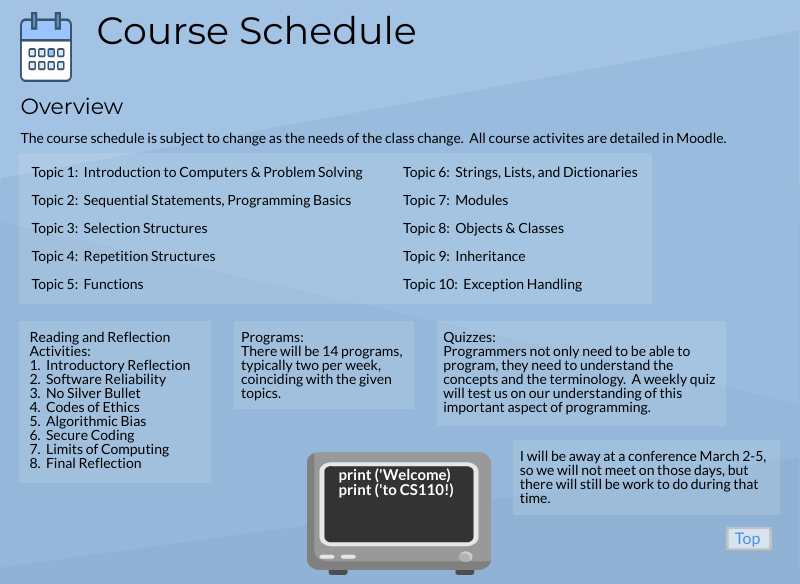 Course Schedule
Overview
The course schedule is subject to change as the needs of the class change.  All course activites are detailed in Moodle.
Topic 1:  Introduction to Computers & Problem Solving
Topic 2:  Sequential Statements, Programming Basics
Topic 3:  Selection Structures
Topic 4:  Repetition Structures
Topic 5:  Functions
Topic 6:  Strings, Lists, and Dictionaries
Topic 7:  Modules
Topic 8:  Objects & Classes
Topic 9:  Inheritance
Topic 10:  Exception Handling
Reading and Reflection
Activities:
1.  Introductory Reflection
2.  Software Reliability
3.  No Silver Bullet
4.  Codes of Ethics
5.  Algorithmic Bias
6.  Secure Coding
7.  Limits of Computing
8.  Final Reflection
Programs:
There will be 14 programs,
typically two per week,
coinciding with the given
topics.
Quizzes:
Programmers not only need to be able to
program, they need to understand the
concepts and the terminology.  A weekly quiz
will test us on our understanding of this
important aspect of programming.
print ('Welcome)
print ('to CS110!)
I will be away at a conference March 2-5,
so we will not meet on those days, but
there will still be work to do during that
time.
Top